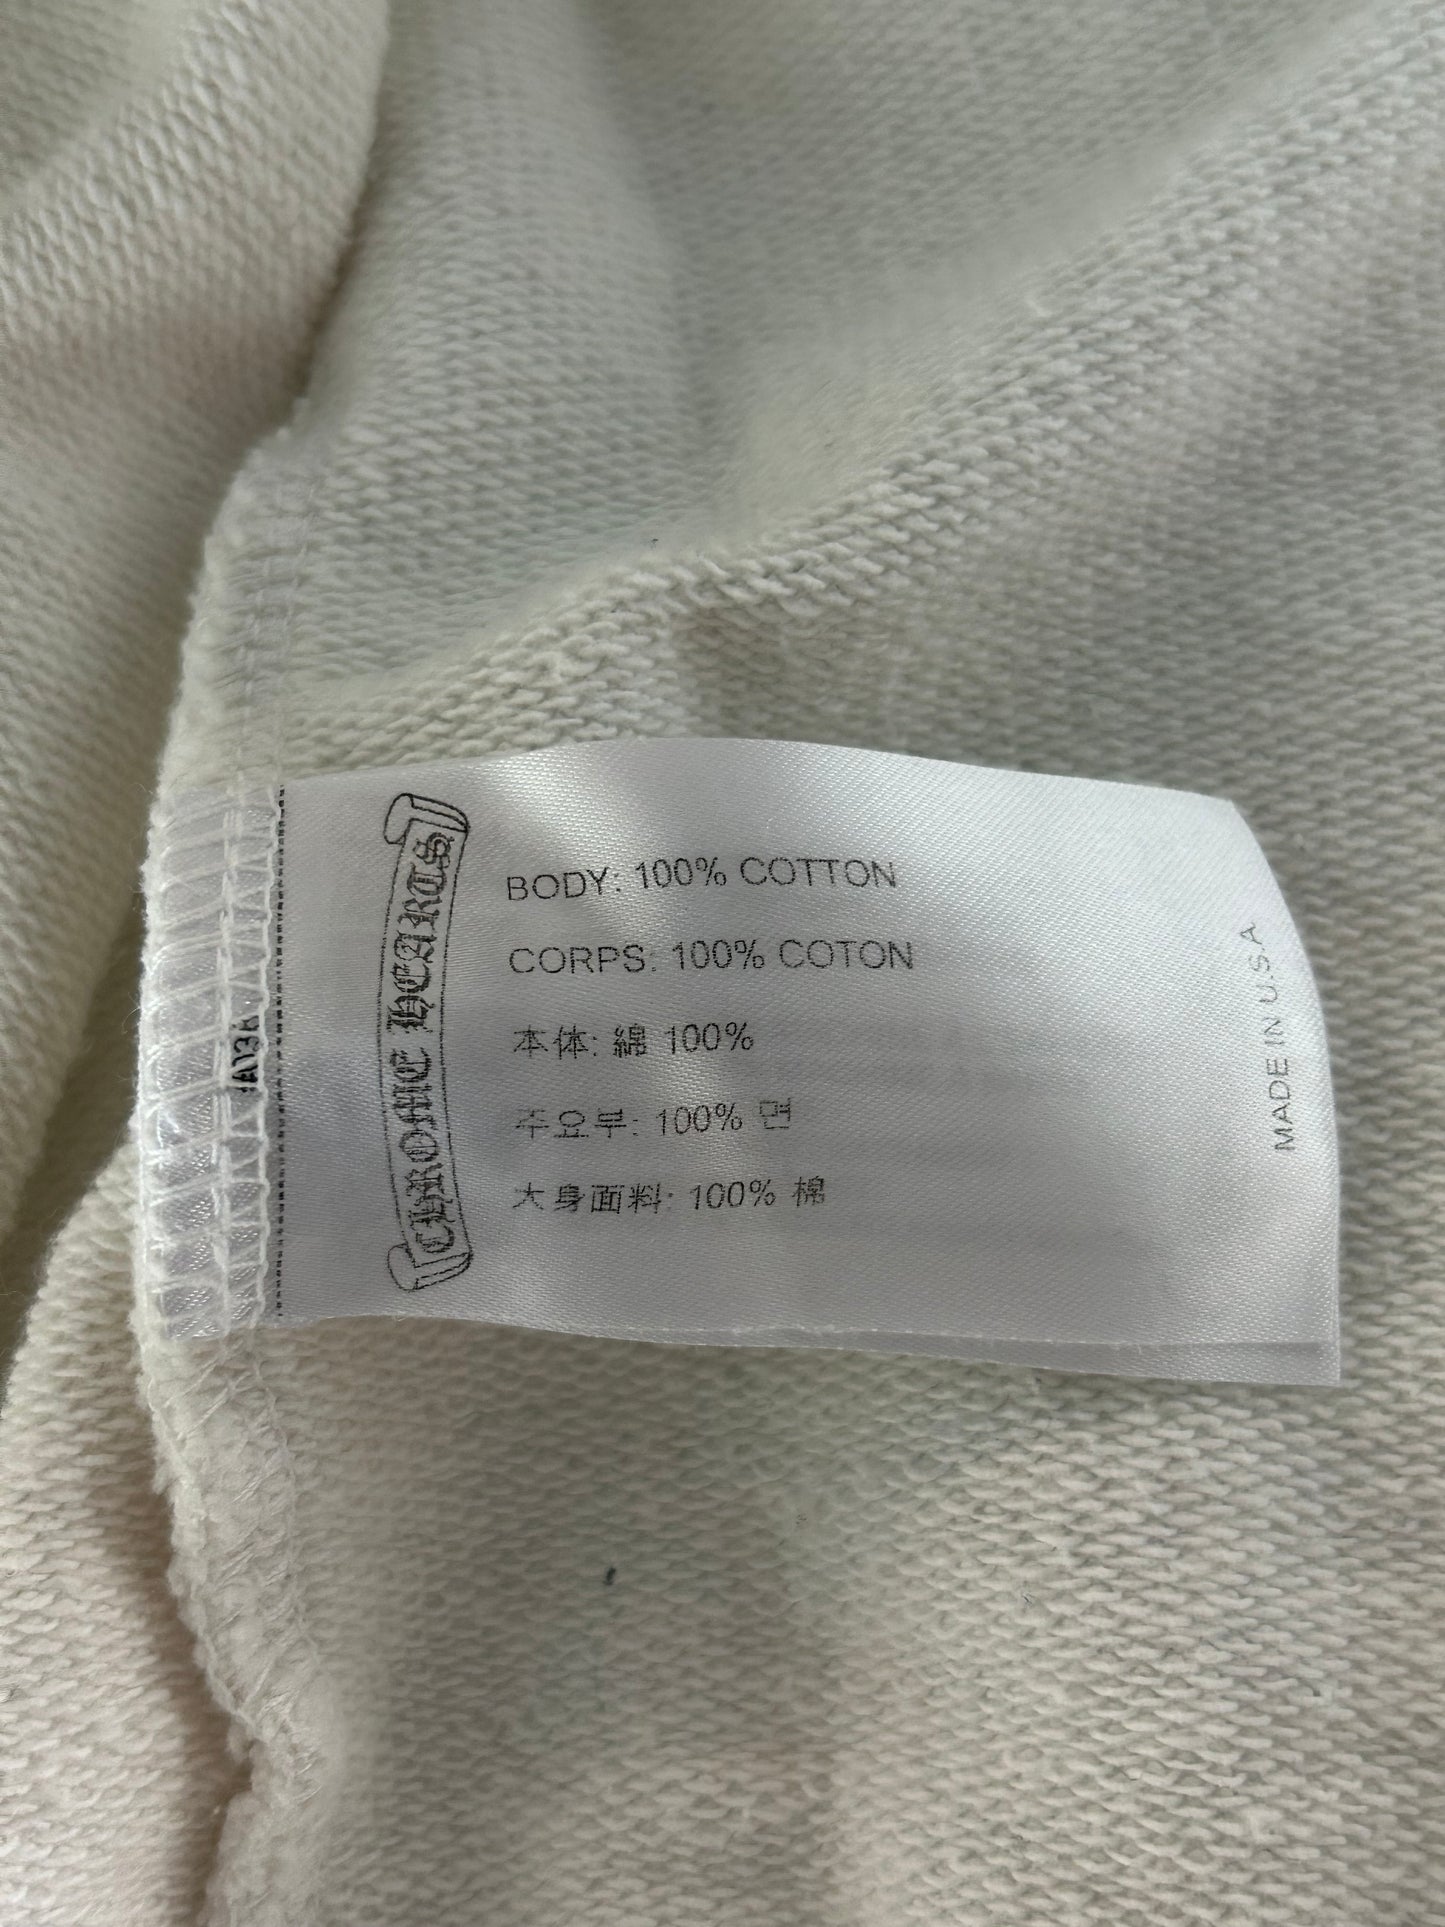 CHROME HEARTS
BODY: 100% COTTON
CORPS: 100% COTON
本体: 綿 100%
주요부: 100% 면
大身面料: 100% 棉
MADE IN U.S.A